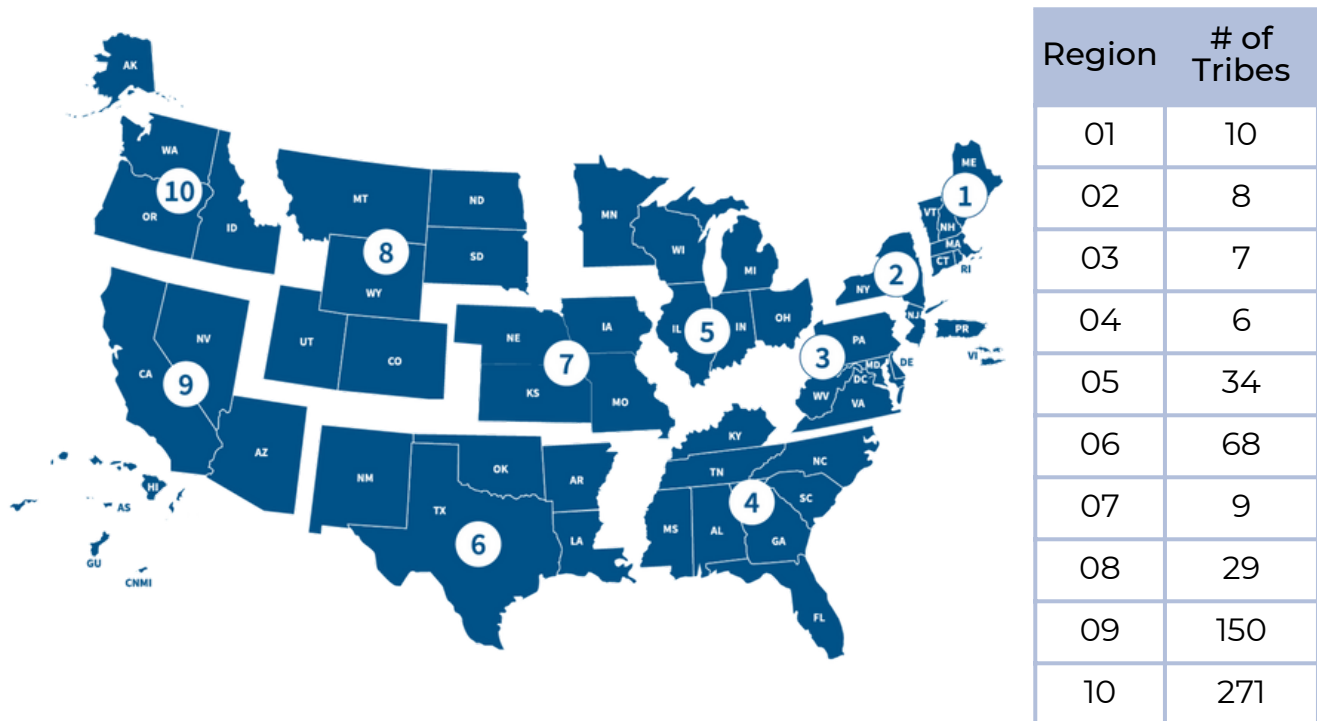 AK
WA
10
OR
ID
MT
ND
8
SD
WY
UT
CO
MN
WI
MI
IL
5
IN
OH
ME
1
VT
NH
MA
CT
RI
2
NY
NJ
PR
VI
3
PA
MD
DE
DC
WV
VA
NV
CA
9
AZ
NE
IA
7
KS
MO
NM
OK
AR
TX
6
LA
KY
TN
NC
4
SC
MS
AL
GA
FL
HI
AS
GU
CNMI
Region # of Tribes
01 10
02 8
03 7
04 6
05 34
06 68
07 9
08 29
09 150
10 271